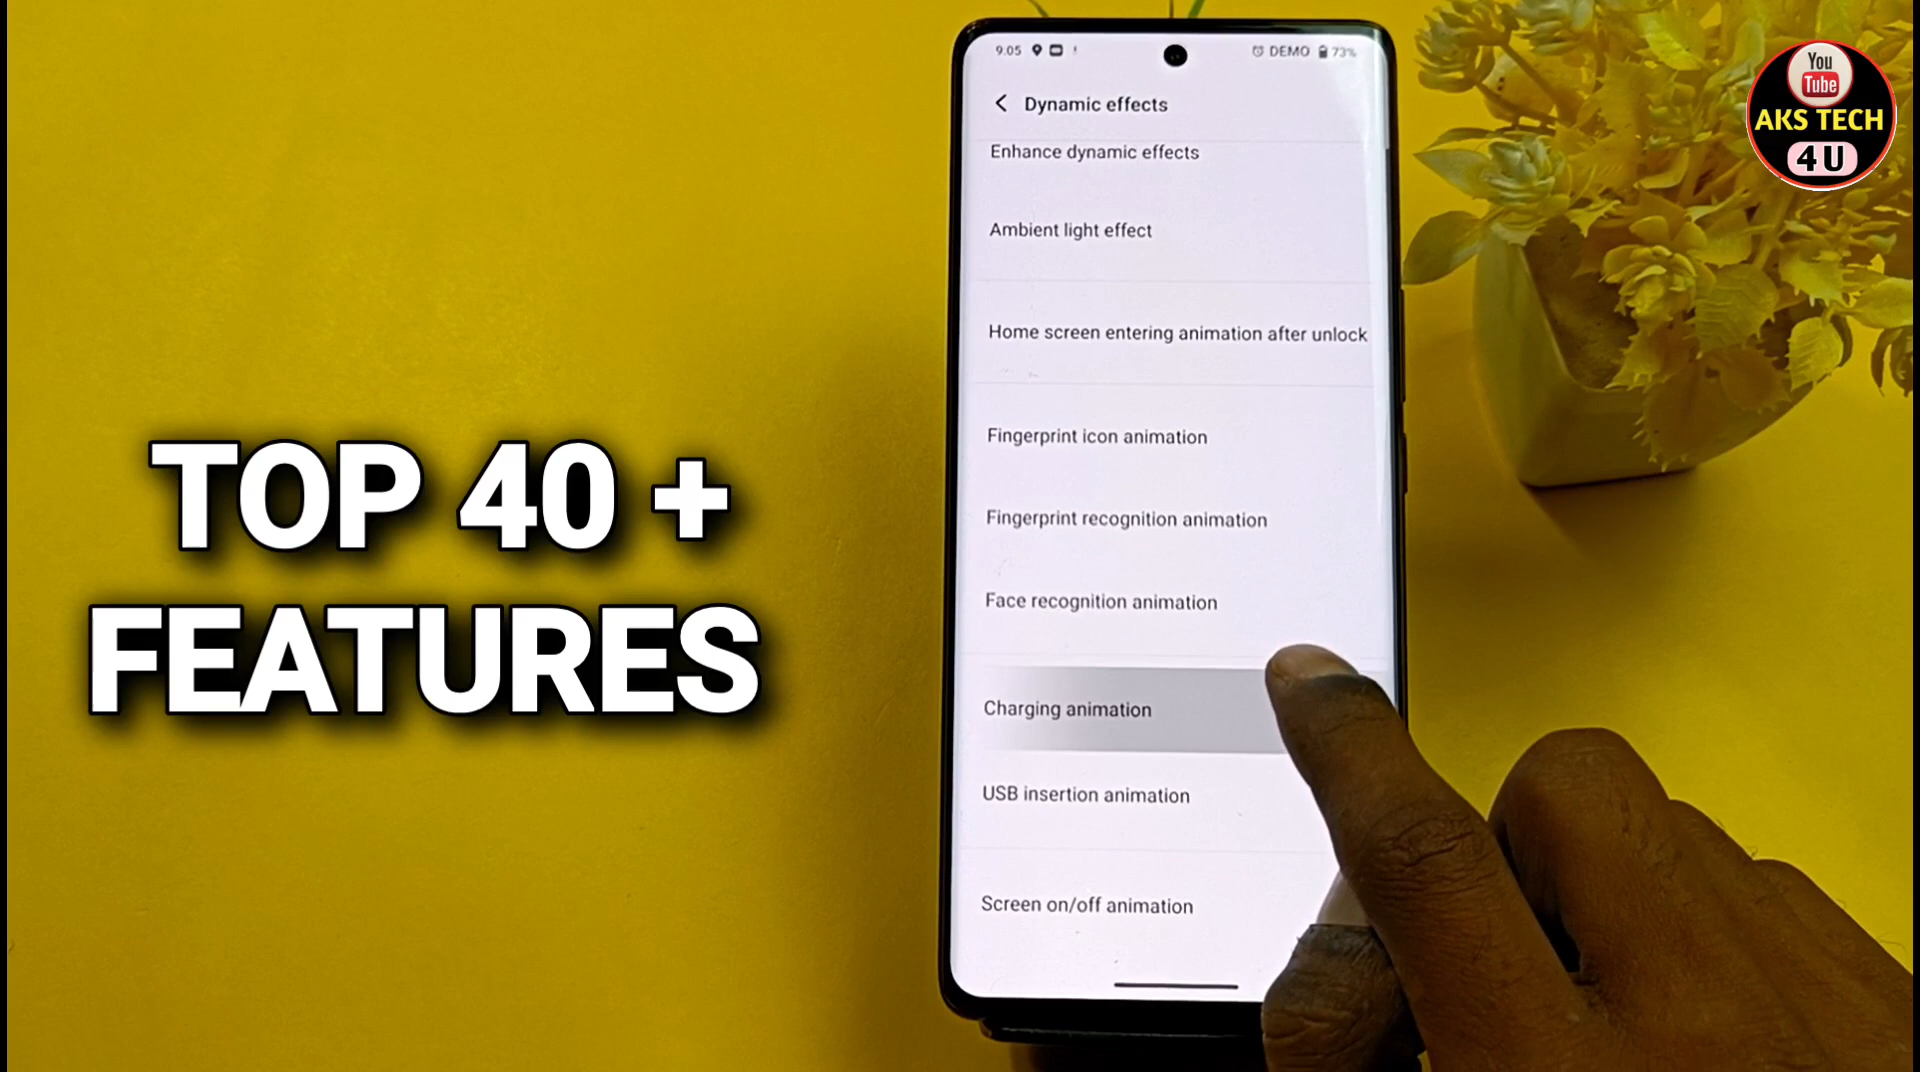 9.05
DEMO 73%
Dynamic effects
Enhance dynamic effects
Ambient light effect
Home screen entering animation after unlock
Fingerprint icon animation
Fingerprint recognition animation
Face recognition animation
Charging animation
USB insertion animation
Screen on/off animation
TOP 40 +
FEATURES
You
Tube
AKS TECH
4 U